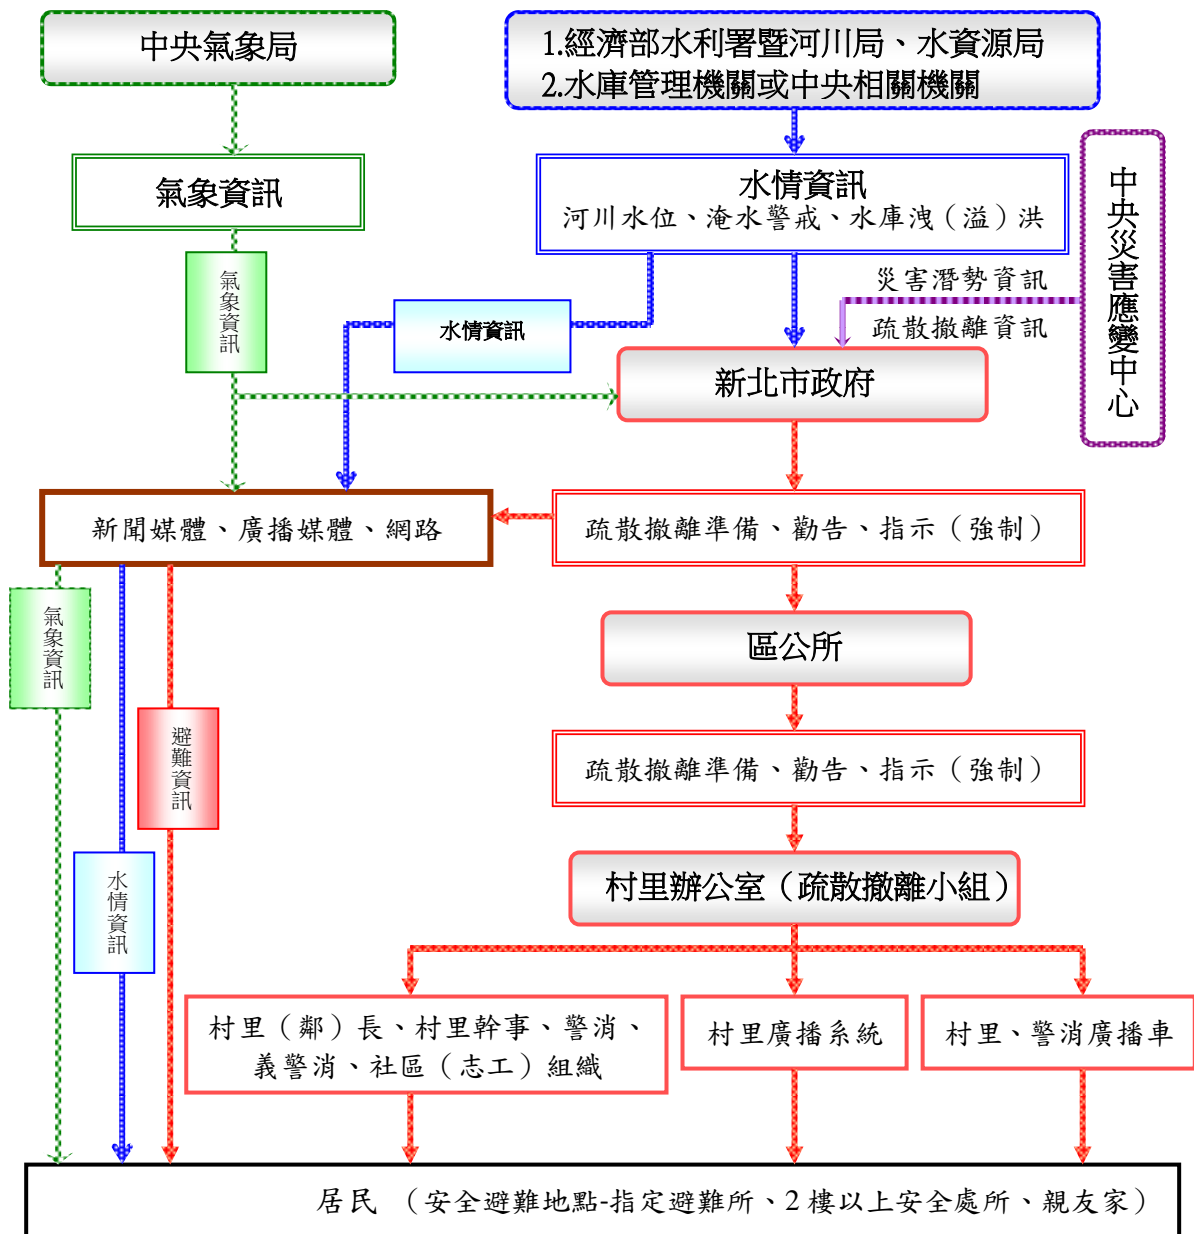 中央氣象局
1.經濟部水利署暨河川局、水資源局
2.水庫管理機關或中央相關機關
氣象資訊
水情資訊
河川水位、淹水警戒、水庫洩（溢）洪
中央災害應變中心
氣象資訊
水情資訊
災害潛勢資訊
疏散撤離資訊
新北市政府
新聞媒體、廣播媒體、網路
疏散撤離準備、勸告、指示（強制）
氣象資訊
區公所
避難資訊
疏散撤離準備、勸告、指示（強制）
水情資訊
村里辦公室（疏散撤離小組）
村里（鄰）長、村里幹事、警消、
義警消、社區（志工）組織
村里廣播系統
村里、警消廣播車
居民 （安全避難地點-指定避難所、2 樓以上安全處所、親友家）